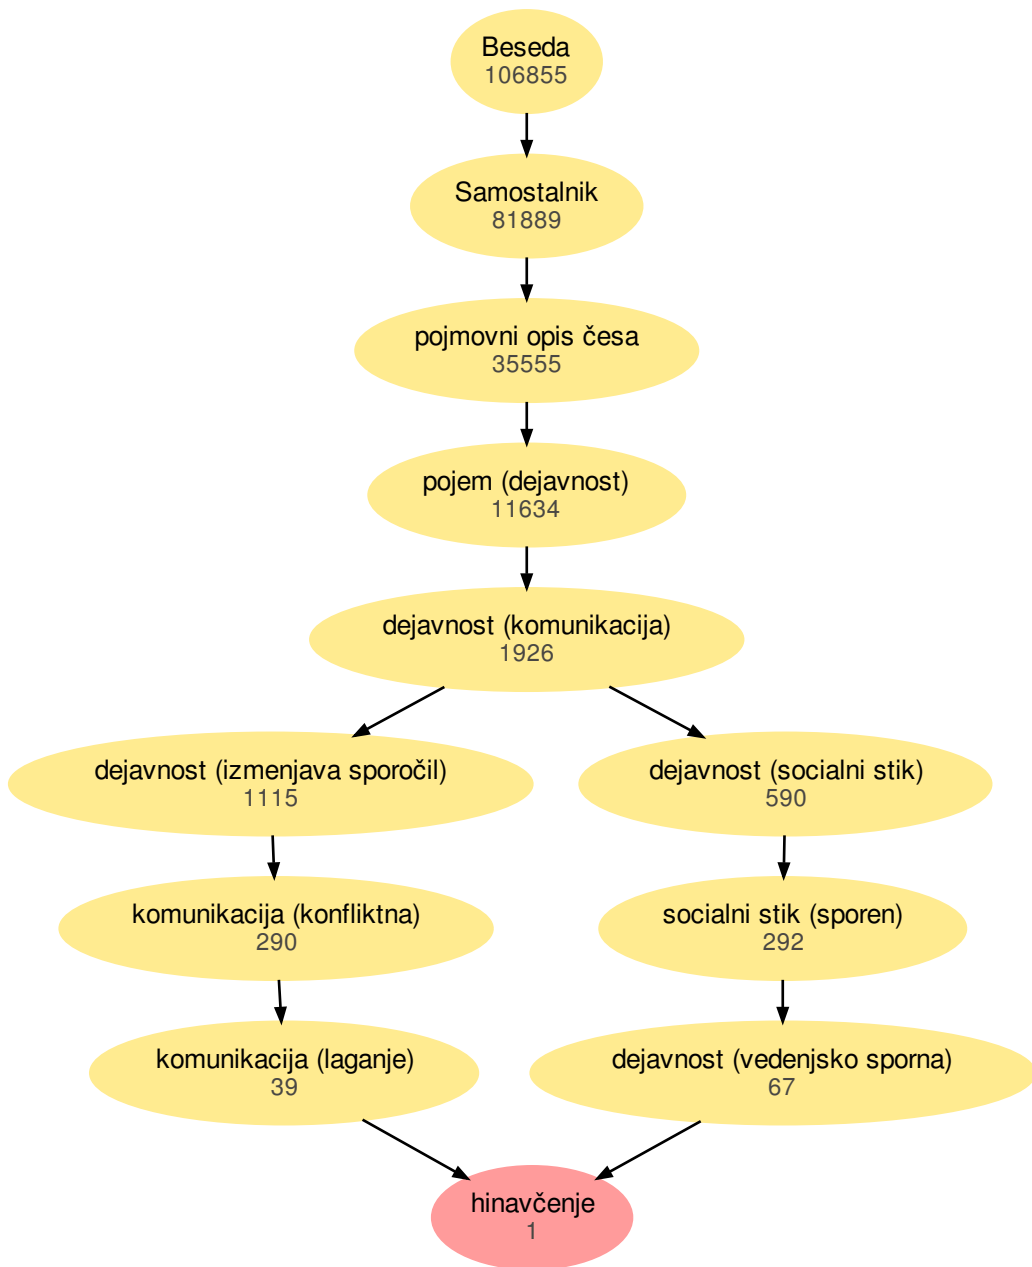 Beseda
106855
Samostalnik
81889
pojmovni opis česa
35555
pojem (dejavnost)
11634
dejavnost (komunikacija)
1926
dejavnost (izmenjava sporočil)
1115
dejavnost (socialni stik)
590
komunikacija (konfliktna)
290
socialni stik (sporen)
292
komunikacija (laganje)
39
dejavnost (vedenjsko sporna)
67
hinavčenje
1